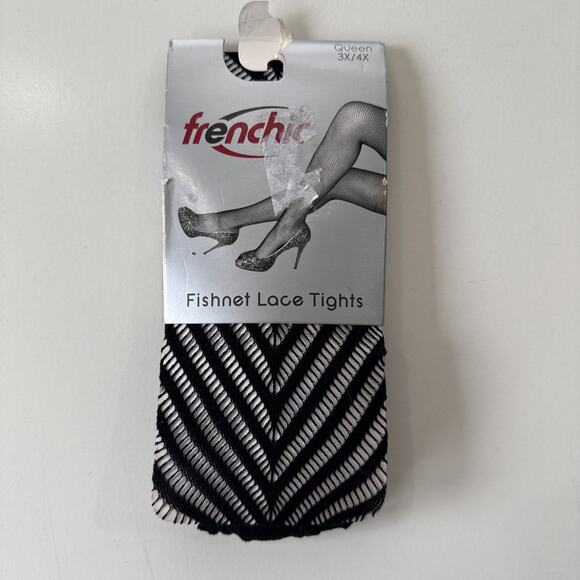 Queen
3X/4X
frenchic
Fishnet Lace Tights